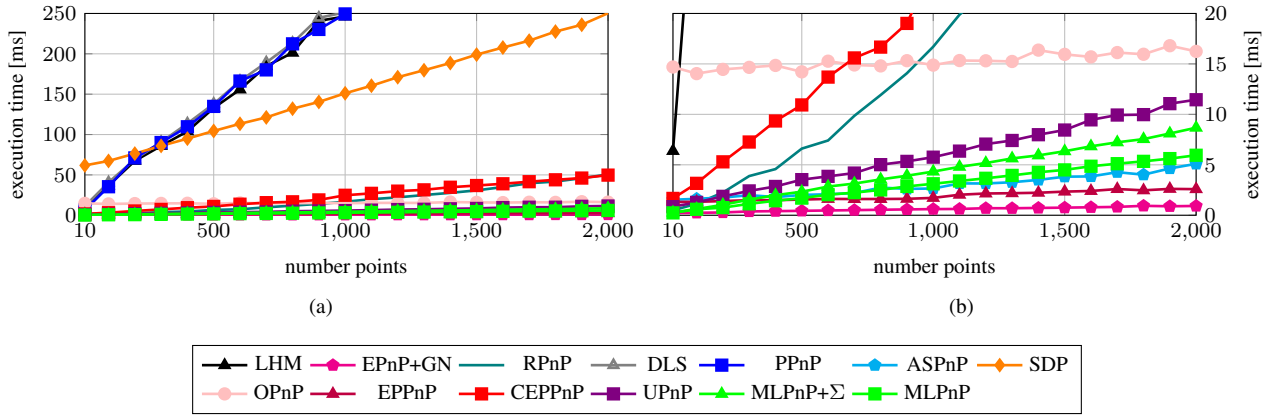 250
200
150
100
50
0
10
500
1,000
1,500
2,000
execution time [ms]
number points
(a)
20
15
10
5
0
10
500
1,000
1,500
2,000
execution time [ms]
number points
(b)
LHM EPnP+GN RPnP DLS PPnP ASPnP SDP
OPnP EPPnP CEPPnP UPnP MLPnP+Σ MLPnP